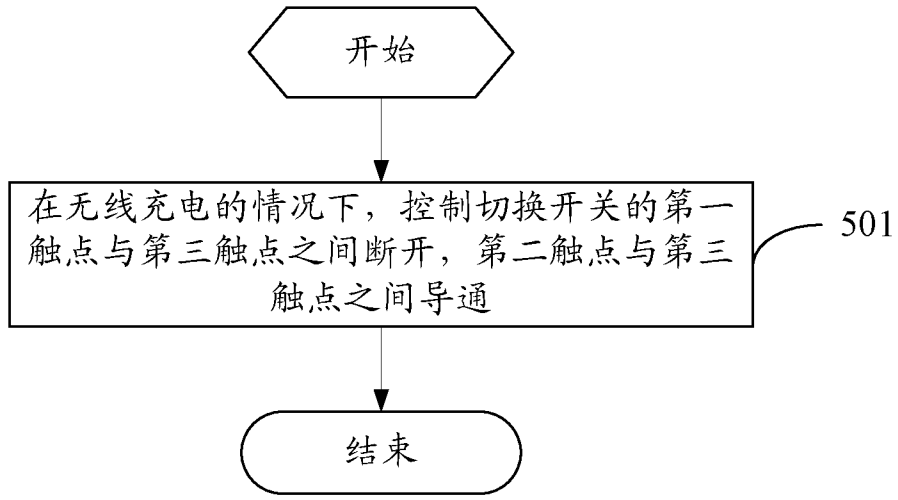 开始
在无线充电的情况下，控制切换开关的第一
触点与第三触点之间断开，第二触点与第三
触点之间导通
501
结束